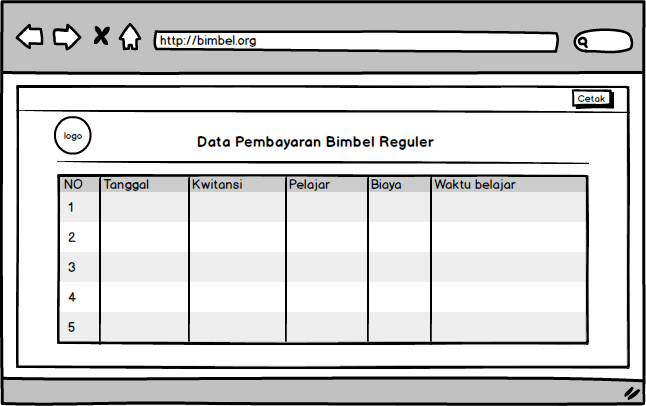 http://bimbel.org
Cetak
logo
Data Pembayaran Bimbel Reguler
NO Tanggal Kwitansi Pelajar Biaya Waktu belajar
1
2
3
4
5